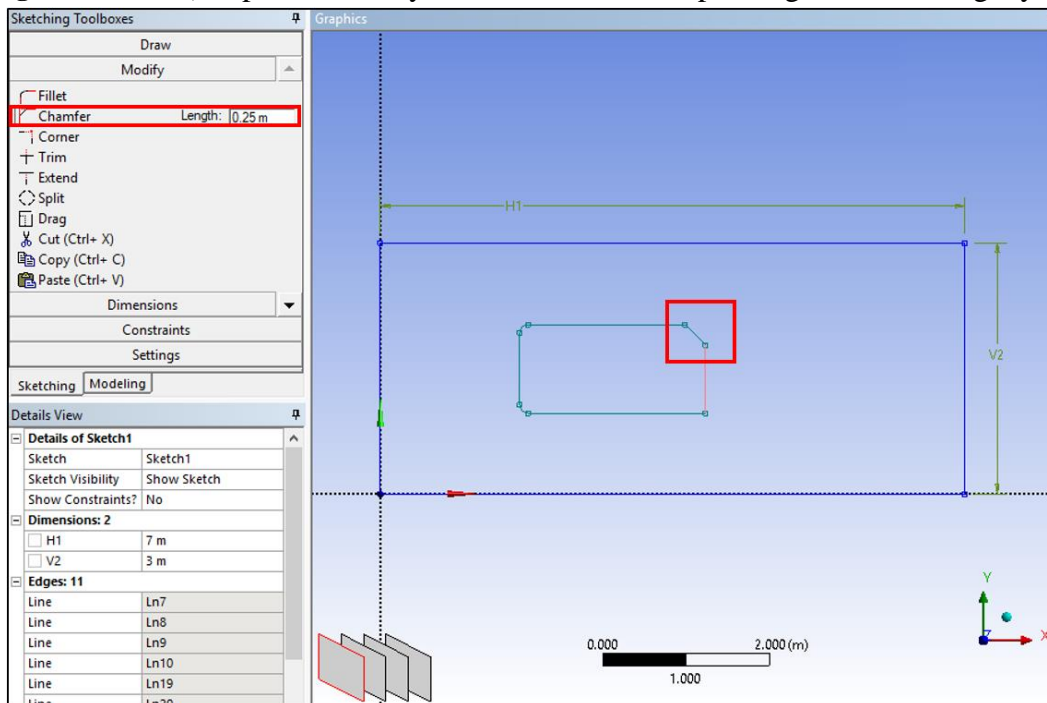 Sketching Toolboxes
Draw
Modify
Fillet
Chamfer Length: 0.25 m
Corner
Trim
Extend
Split
Drag
Cut (Ctrl+ X)
Copy (Ctrl+ C)
Paste (Ctrl+ V)
Dimensions
Constraints
Settings
Sketching Modeling
Details View
Details of Sketch1
Sketch Sketch1
Sketch Visibility Show Sketch
Show Constraints? No
Dimensions: 2
H1 7 m
V2 3 m
Edges: 11
Line Ln7
Line Ln8
Line Ln9
Line Ln10
Line Ln19
Graphics
H1
V2
0.000 2.000 (m)
1.000
Y
Z
X